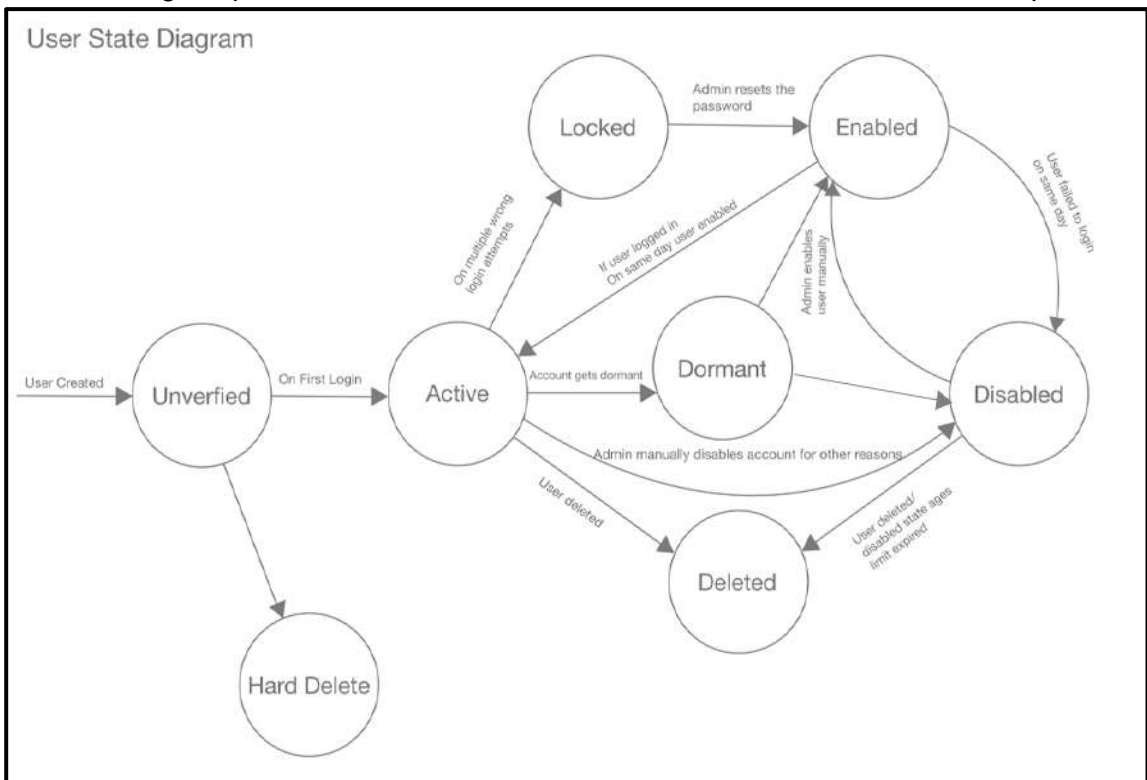 User State Diagram
Locked
Admin resets the
password
Enabled
On multiple wrong
login attempts
If user logged in
On same day user enabled
Admin enables
user manually
User failed to login
on same day
User Created
Unverfied
On First Login
Active
Account gets dormant
Dormant
Disabled
Admin manually disables account for other reasons
User deleted
User deleted/
disabled state ages
limit expired
Deleted
Hard Delete